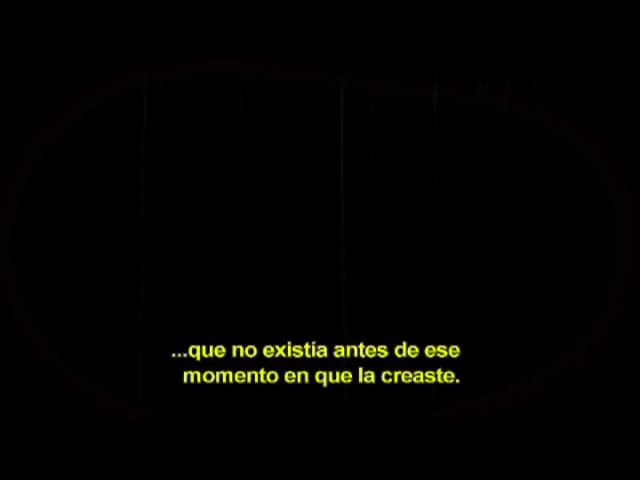 ...que no existía antes de ese
momento en que la creaste.